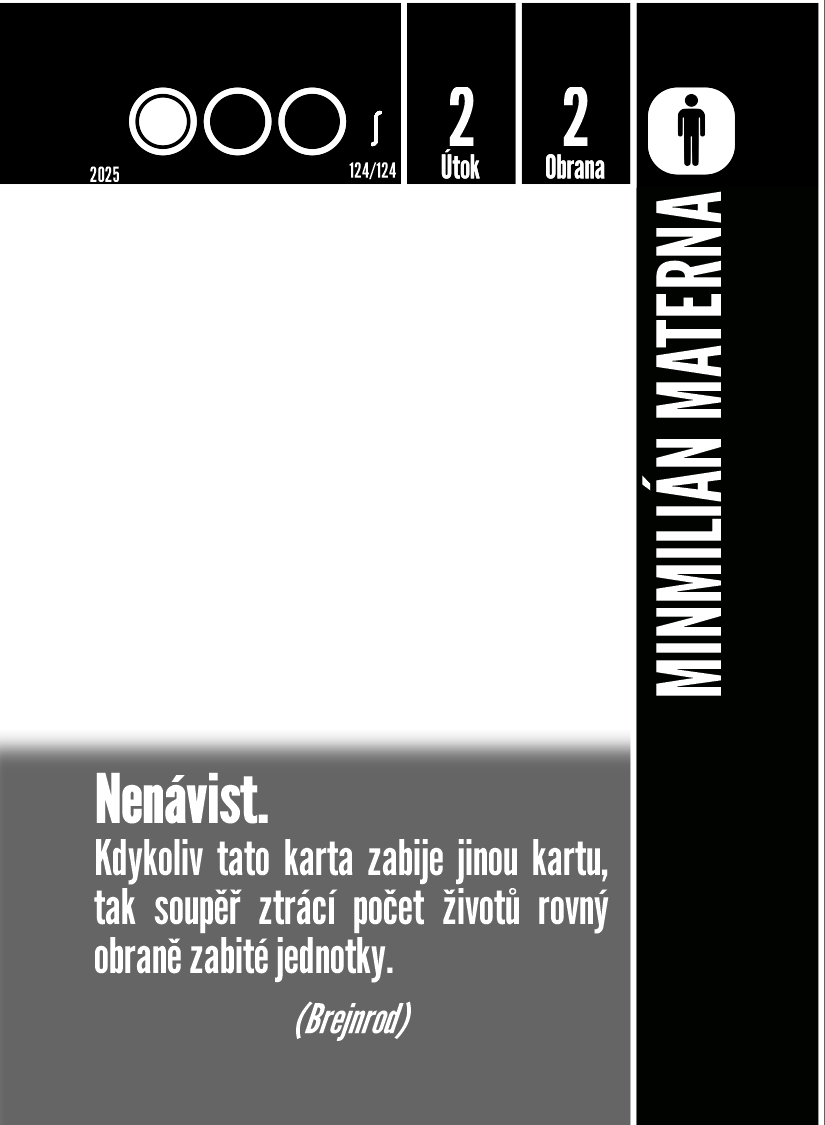 2025
ʃ
124/124
2
Útok
2
Obrana
MINMILIÁN MATERNA
Nenávist.
Kdykoliv tato karta zabije jinou kartu,
tak soupěř ztrácí počet životů rovný
obraně zabité jednotky.
(Brejnrod)